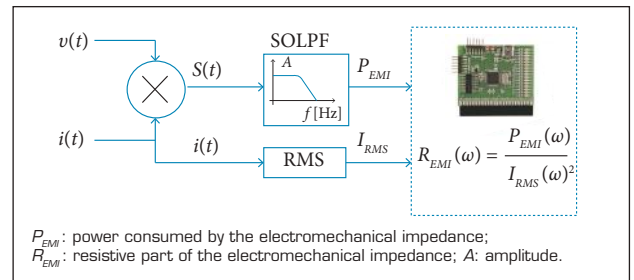 υ(t)
SOLPF
S(t)
A
f [Hz]
P_EMI
i(t)
i(t)
RMS
I_RMS
R_EMI(ω) = P_EMI(ω) / I_RMS(ω)²
P_EMI: power consumed by the electromechanical impedance;
R_EMI: resistive part of the electromechanical impedance; A: amplitude.